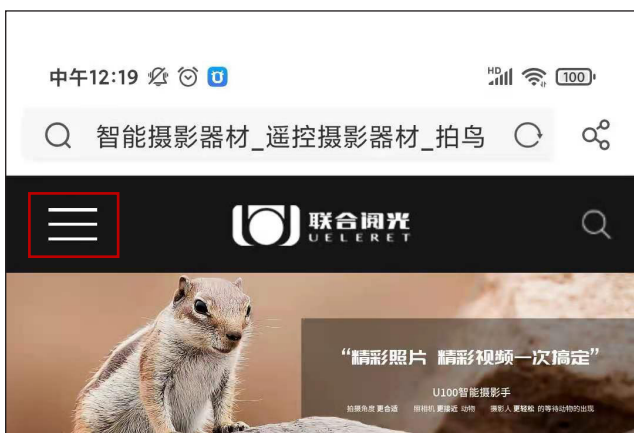 中午12:19
HD
100
智能摄影器材_遥控摄影器材_拍鸟
联合阅光
UELERET
“精彩照片 精彩视频一次搞定”
U100智能摄影手
拍摄角度 更合适 照相机 更接近 动物 摄影人 更轻松 的等待动物的出现